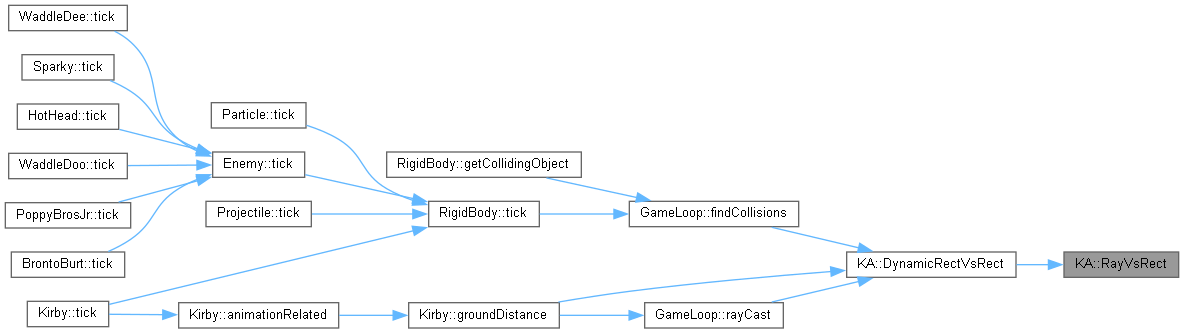 WaddleDee::tick
Sparky::tick
HotHead::tick
WaddleDoo::tick
PoppyBrosJr::tick
BrontoBurt::tick
Kirby::tick
Particle::tick
Enemy::tick
Projectile::tick
Kirby::animationRelated
RigidBody::getCollidingObject
RigidBody::tick
Kirby::groundDistance
GameLoop::findCollisions
GameLoop::rayCast
KA::DynamicRectVsRect
KA::RayVsRect